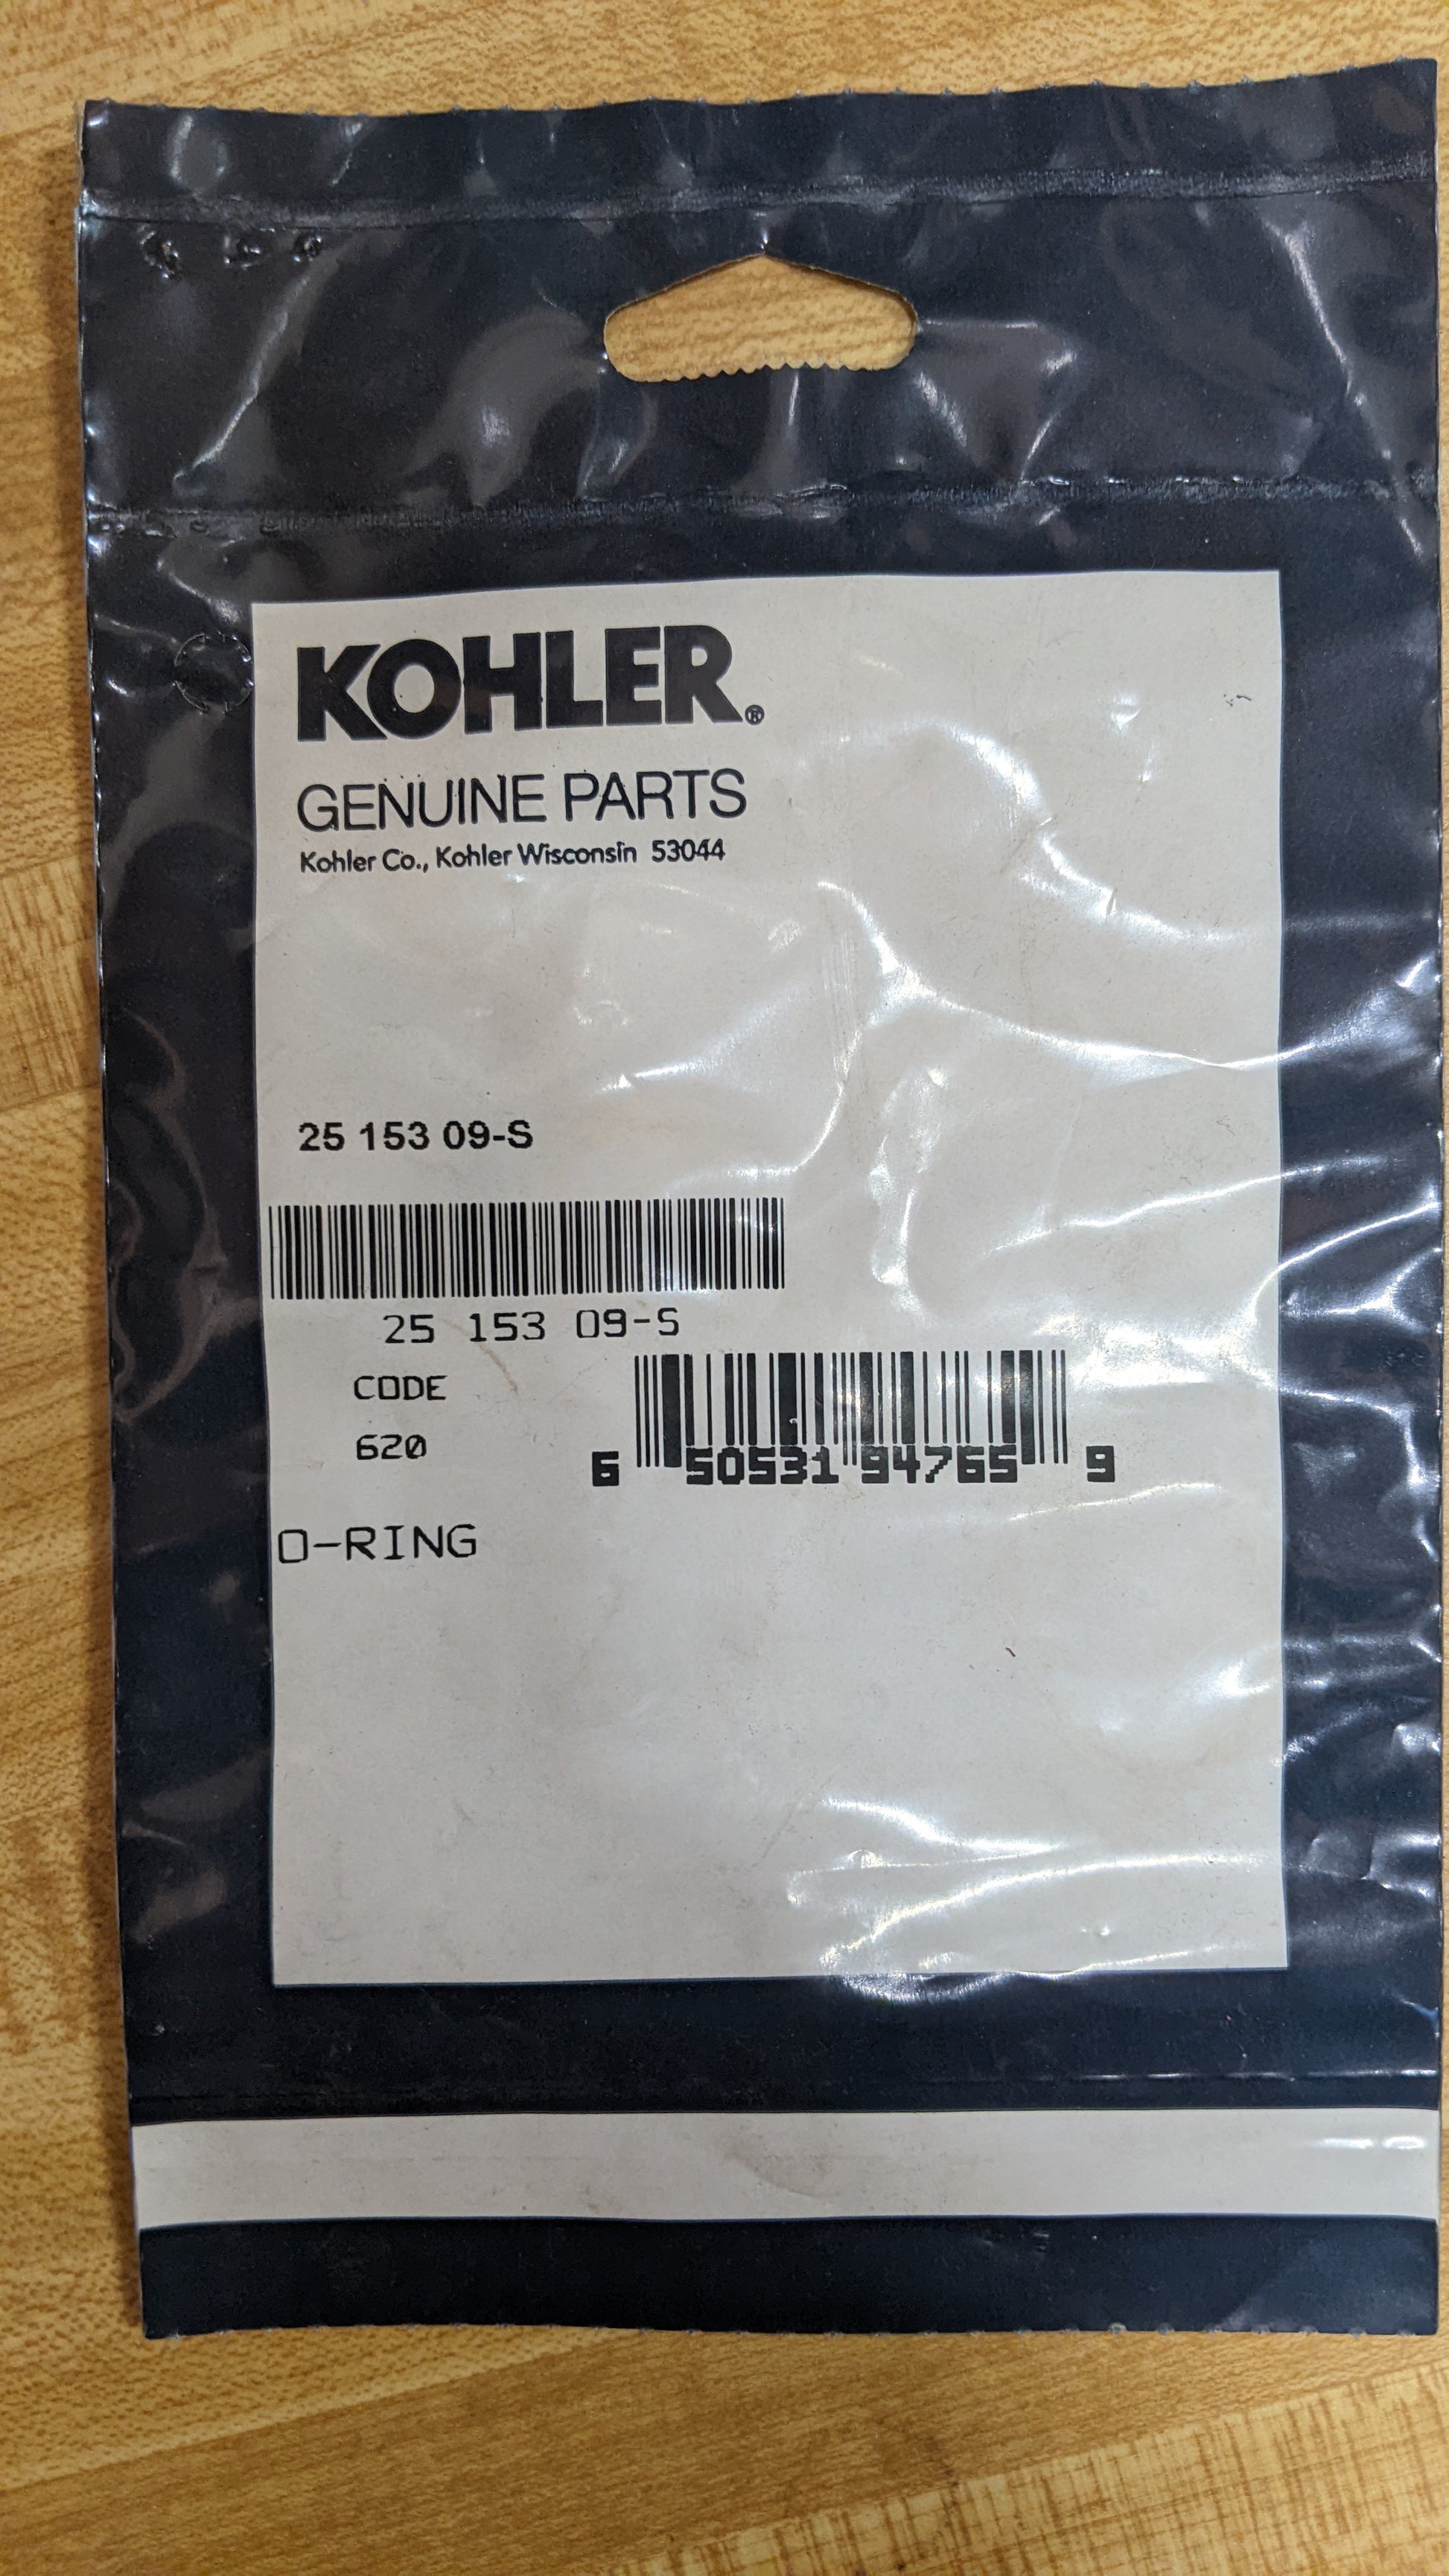 KOHLER.®
GENUINE PARTS
Kohler Co., Kohler Wisconsin 53044
25 153 09-S
25 153 09-S
CODE
620
6 50531 94765 9
O-RING